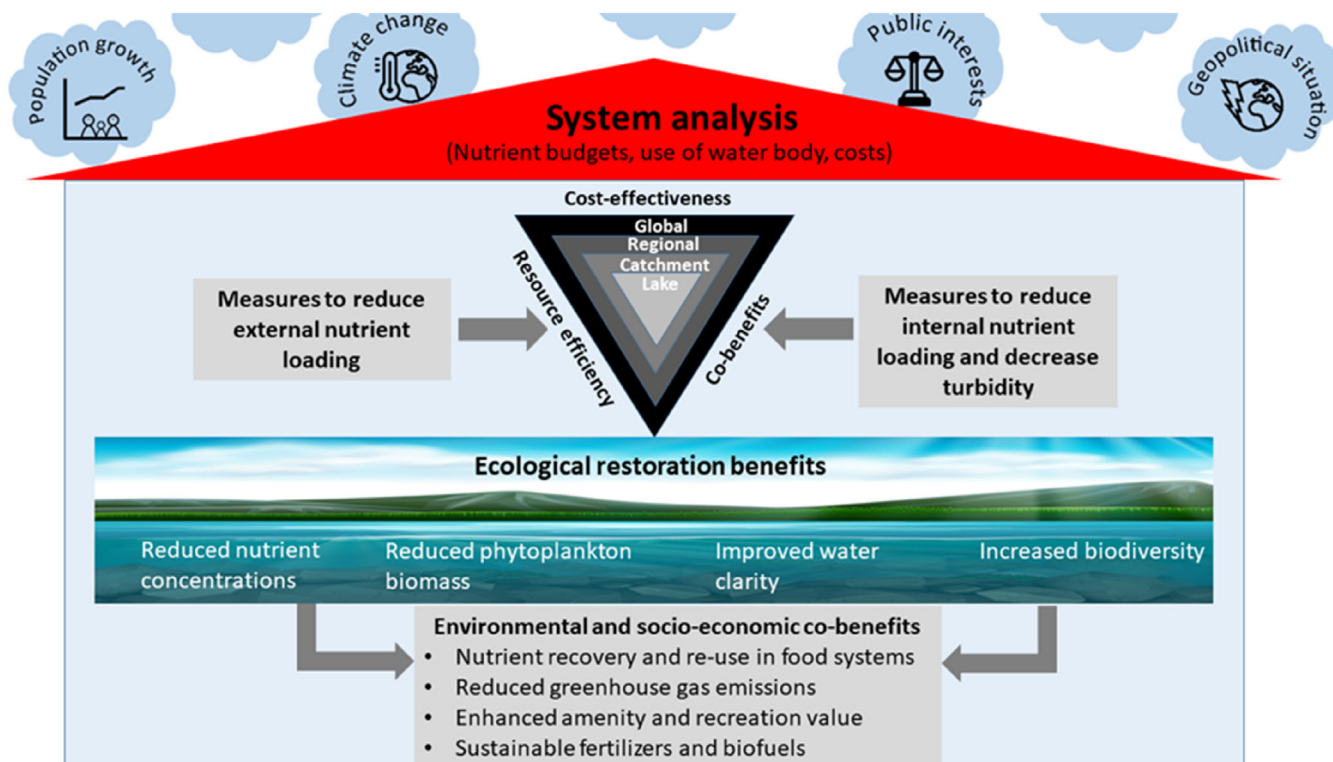 Population growth
Climate change
Public interests
Geopolitical situation
System analysis
(Nutrient budgets, use of water body, costs)
Cost-effectiveness
Global
Regional
Catchment
Lake
Resource efficiency
Co-benefits
Measures to reduce
external nutrient
loading
Measures to reduce
internal nutrient
loading and decrease
turbidity
Ecological restoration benefits
Reduced nutrient
concentrations
Reduced phytoplankton
biomass
Improved water
clarity
Increased biodiversity
Environmental and socio-economic co-benefits
• Nutrient recovery and re-use in food systems
• Reduced greenhouse gas emissions
• Enhanced amenity and recreation value
• Sustainable fertilizers and biofuels